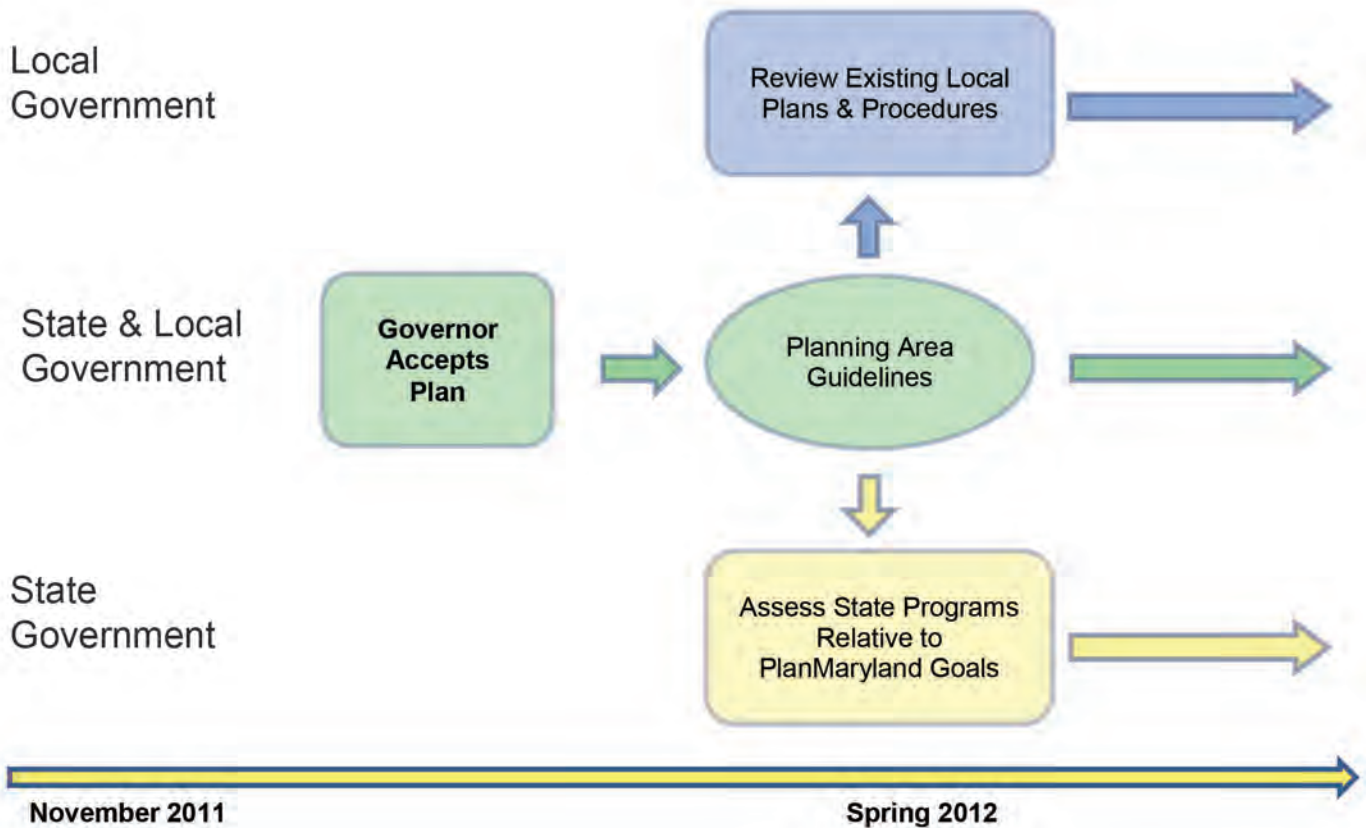 Local
Government
Review Existing Local
Plans & Procedures
State & Local
Government
Governor
Accepts
Plan
Planning Area
Guidelines
State
Government
Assess State Programs
Relative to
PlanMaryland Goals
November 2011
Spring 2012